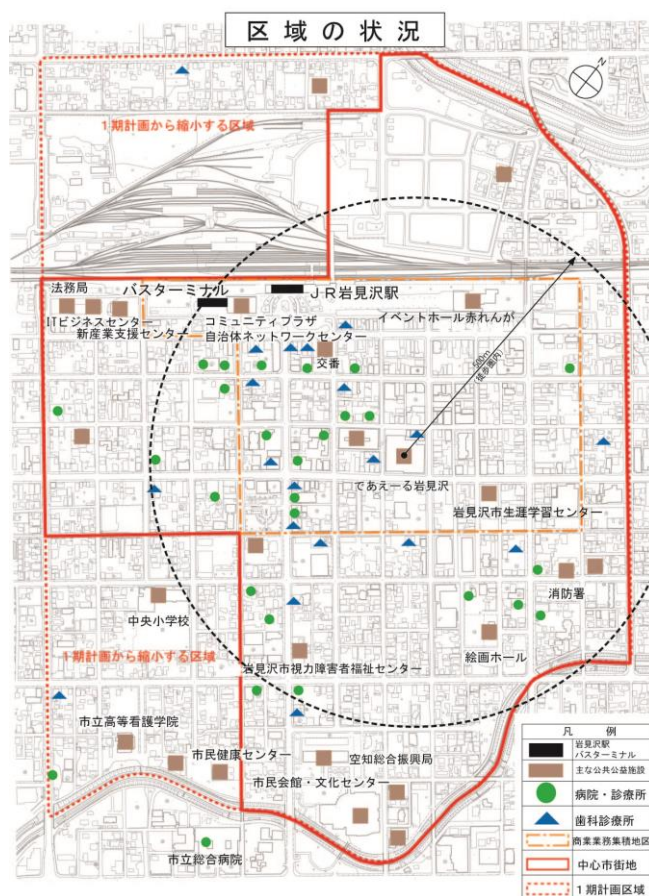 区域の状況
N
1期計画から縮小する区域
法務局
バスターミナル
JR岩見沢駅
ITビジネスセンター
新産業支援センター
コミュニティプラザ
自治体ネットワークセンター
イベントホール赤れんが
交番
500m
(徒歩圏内)
であえーる岩見沢
岩見沢市生涯学習センター
消防署
中央小学校
1期計画から縮小する区域
岩見沢市視力障害者福祉センター
絵画ホール
市立高等看護学院
市民健康センター
空知総合振興局
市民会館・文化センター
市立総合病院
凡例
岩見沢駅
バスターミナル
主な公共公益施設
病院・診療所
歯科診療所
商業業務集積地区
中心市街地
1期計画区域